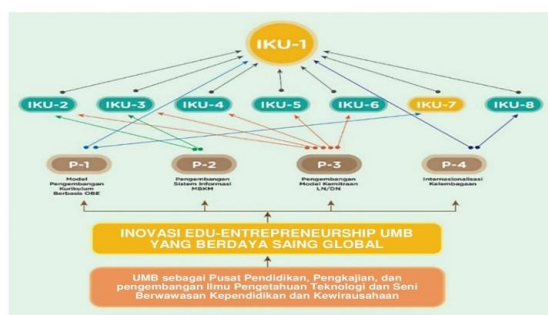 IKU-1
IKU-2
IKU-3
IKU-4
IKU-5
IKU-6
IKU-7
IKU-8
P-1
P-2
P-3
P-4
Model
Pengembangan
Kurikulum
Berbasis OBE
Pengembangan
Sistem Informasi
MBKM
Pengembangan
Model Kemitraan
LN/DN
Internasionalisasi
Kelembagaan
INOVASI EDU-ENTREPRENEURSHIP UMB
YANG BERDAYA SAING GLOBAL
UMB sebagai Pusat Pendidikan, Pengkajian, dan
pengembangan Ilmu Pengetahuan Teknologi dan Seni
Berwawasan Kependidikan dan Kewirausahaan